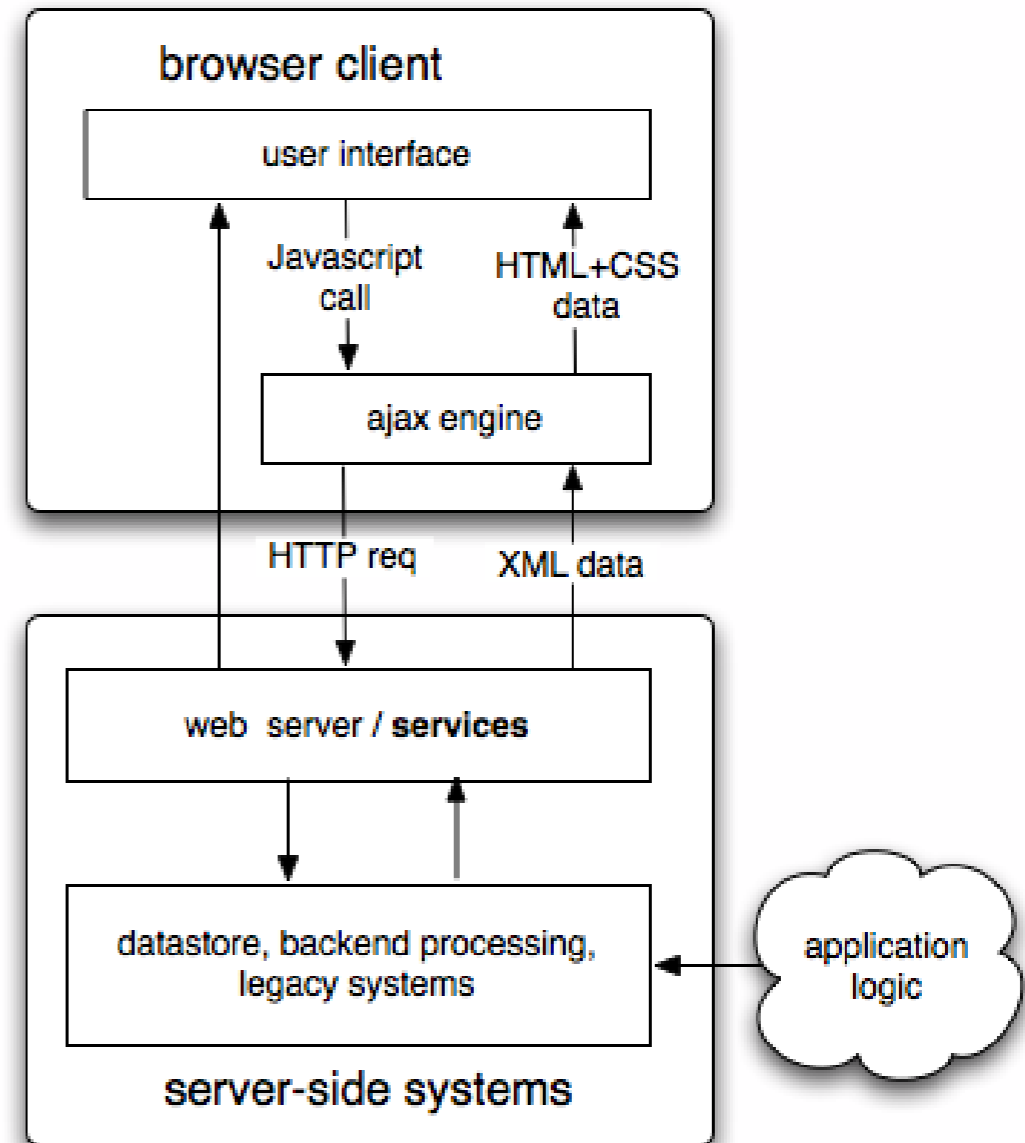 browser client
user interface
Javascript
call
HTML+CSS
data
ajax engine
HTTP req
XML data
web server / services
datastore, backend processing,
legacy systems
application
logic
server-side systems